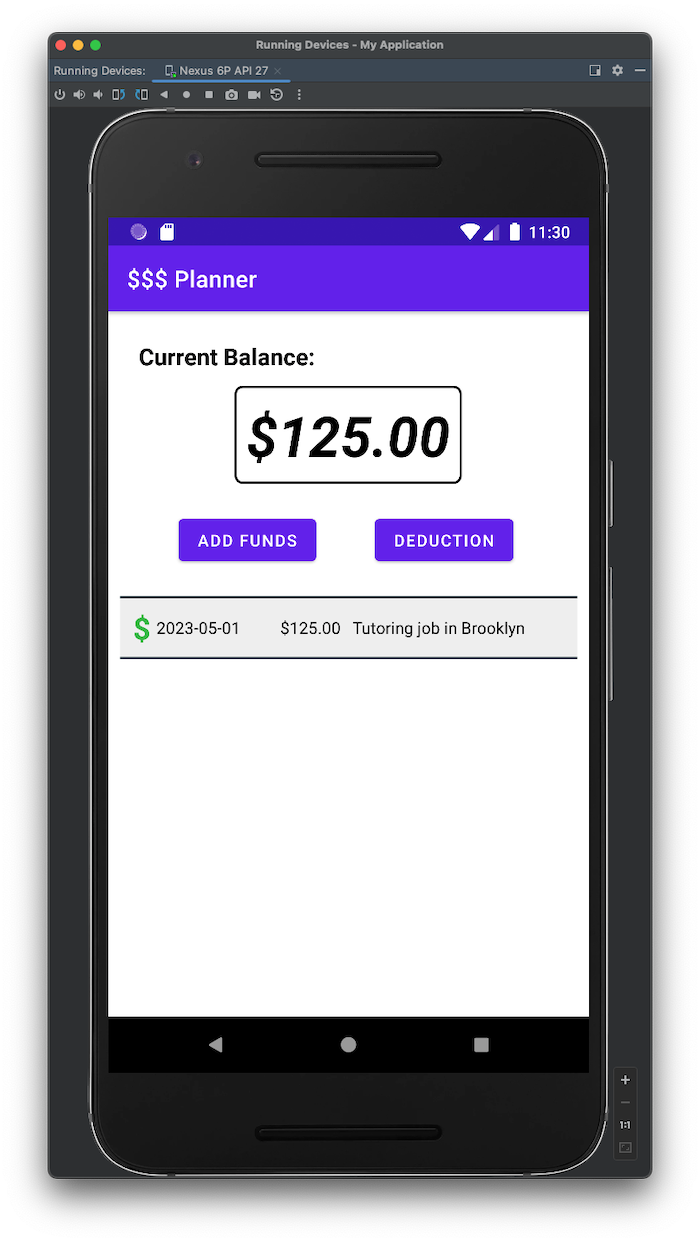 Running Devices - My Application
Running Devices: Nexus 6P API 27
11:30
$$$ Planner
Current Balance:
$125.00
ADD FUNDS DEDUCTION
$ 2023-05-01 $125.00 Tutoring job in Brooklyn
1:1